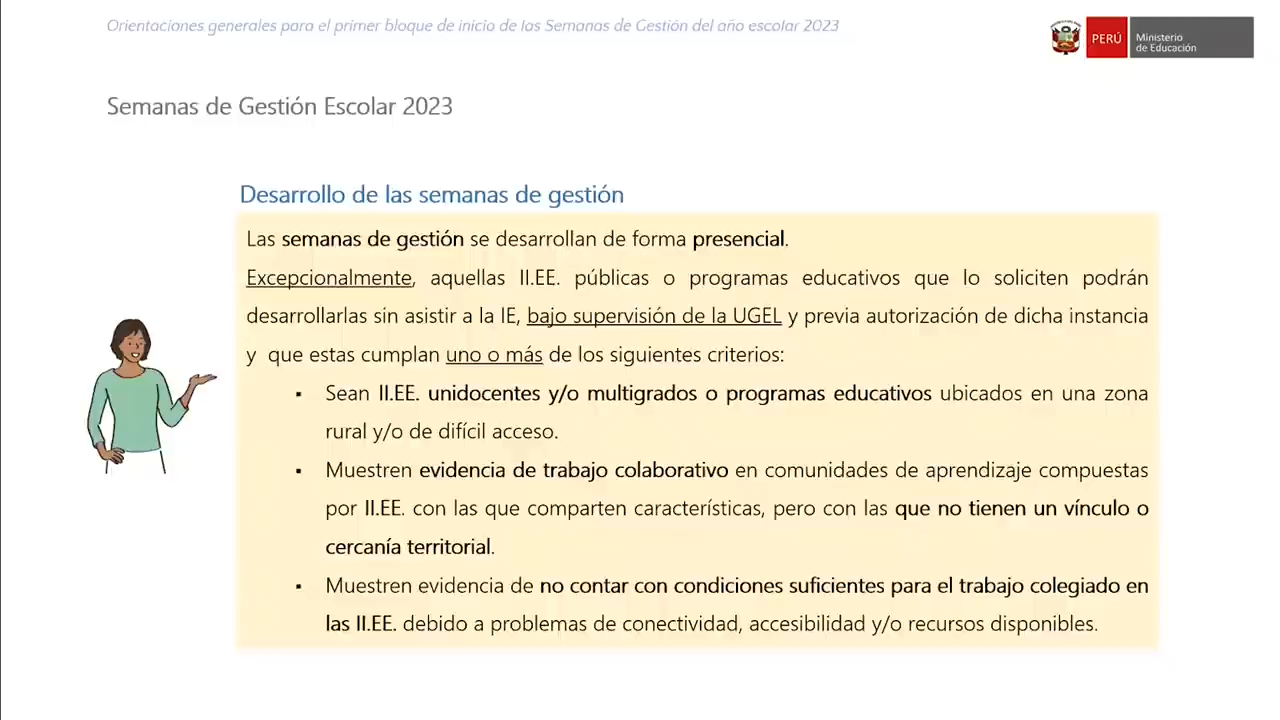 Orientaciones generales para el primer bloque de inicio de las Semanas de Gestión del año escolar 2023
PERÚ
Ministerio
de Educación
Semanas de Gestión Escolar 2023
Desarrollo de las semanas de gestión
Las semanas de gestión se desarrollan de forma presencial.
Excepcionalmente, aquellas II.EE. públicas o programas educativos que lo soliciten podrán
desarrollarlas sin asistir a la IE, bajo supervisión de la UGEL y previa autorización de dicha instancia
y que estas cumplan uno o más de los siguientes criterios:
▪ Sean II.EE. unidocentes y/o multigrados o programas educativos ubicados en una zona
rural y/o de difícil acceso.
▪ Muestren evidencia de trabajo colaborativo en comunidades de aprendizaje compuestas
por II.EE. con las que comparten características, pero con las que no tienen un vínculo o
cercanía territorial.
▪ Muestren evidencia de no contar con condiciones suficientes para el trabajo colegiado en
las II.EE. debido a problemas de conectividad, accesibilidad y/o recursos disponibles.